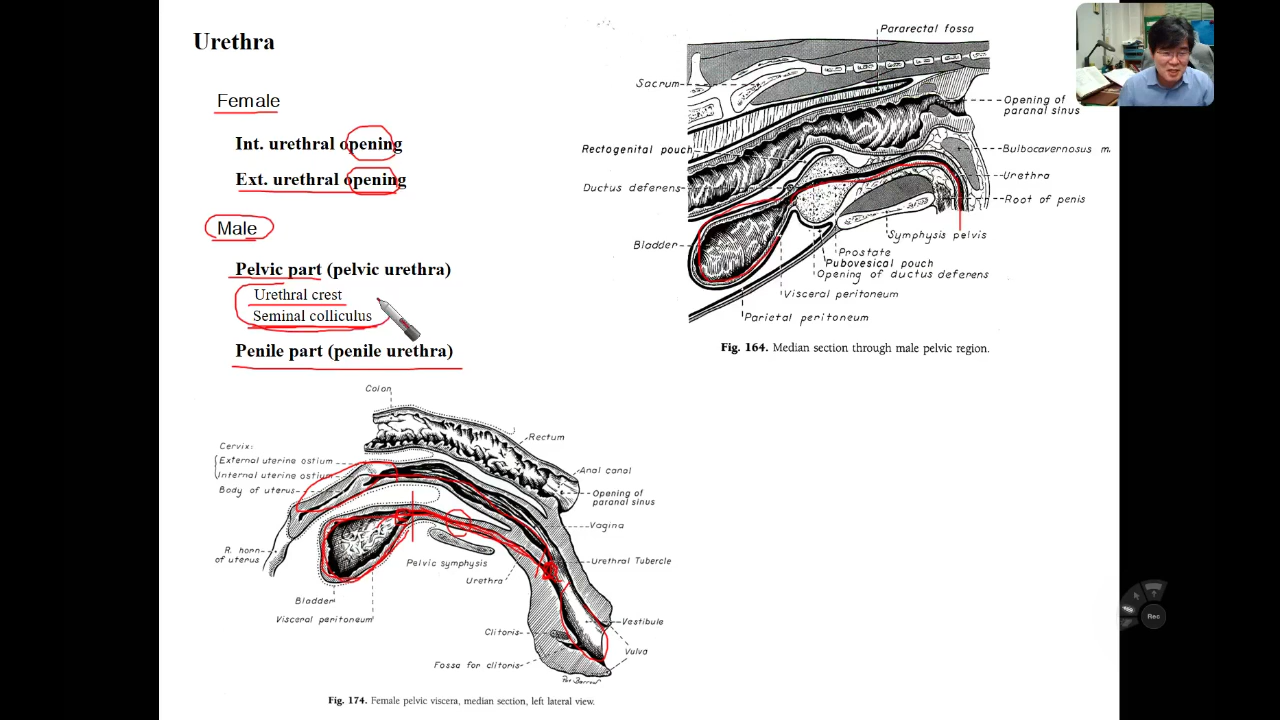 Urethra
Female
Int. urethral opening
Ext. urethral opening
Male
Pelvic part (pelvic urethra)
Urethral crest
Seminal colliculus
Penile part (penile urethra)
Pararectal fossa
Sacrum
Opening of
paranal sinus
Rectogenital pouch
Bulbocavernosus m.
Ductus deferens
Urethra
Root of penis
Bladder
Symphysis pelvis
Prostate
Pubovesical pouch
Opening of ductus deferens
Visceral peritoneum
Parietal peritoneum
Fig. 164. Median section through male pelvic region.
Colon
Rectum
Cervix:
External uterine ostium
Internal uterine ostium
Body of uterus
Anal canal
Opening of
paranal sinus
Vagina
R. horn
of uterus
Pelvic symphysis
Urethral Tubercle
Urethra
Bladder
Visceral peritoneum
Vestibule
Clitoris
Vulva
Fossa for clitoris
Fig. 174. Female pelvic viscera, median section, left lateral view.
Rec